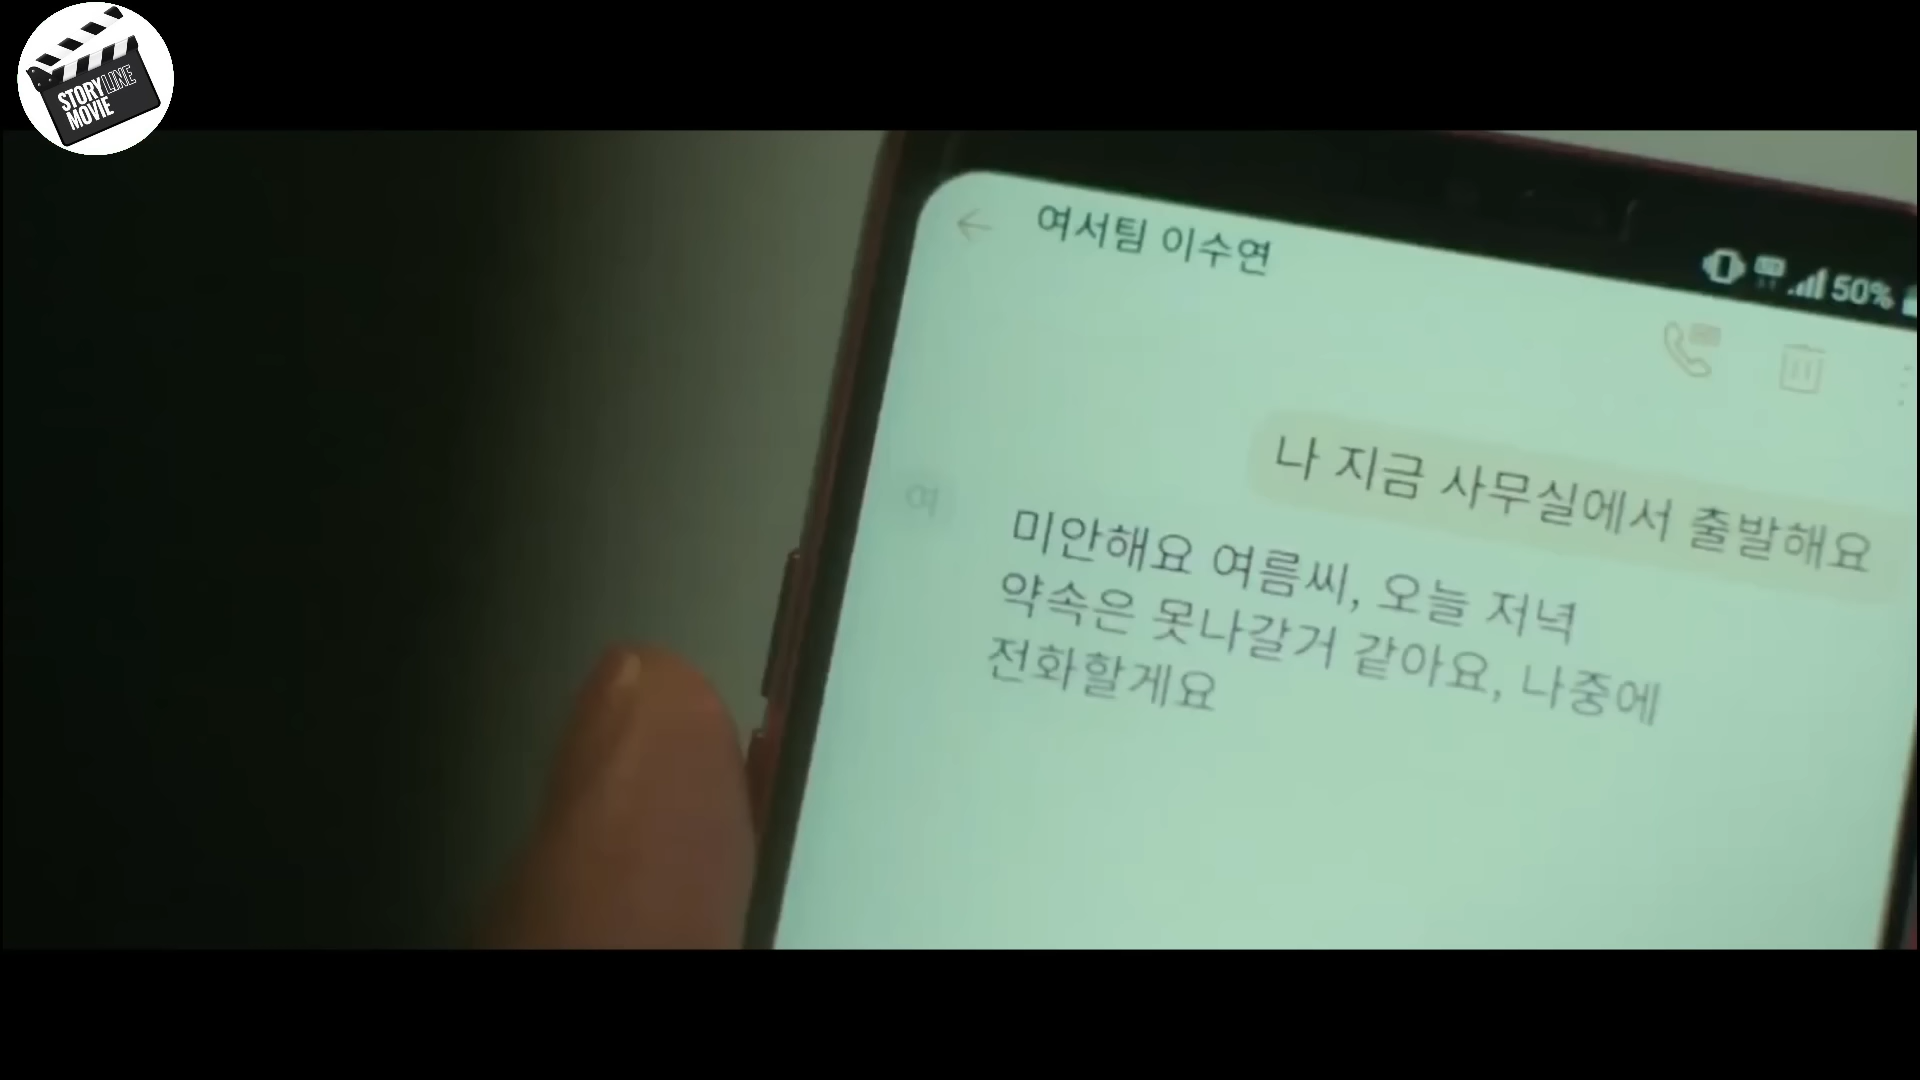 STORYLINE
MOVIE
여서팀 이수연
50%
나 지금 사무실에서 출발해요
여
미안해요 여름씨, 오늘 저녁
약속은 못나갈거 같아요, 나중에
전화할게요